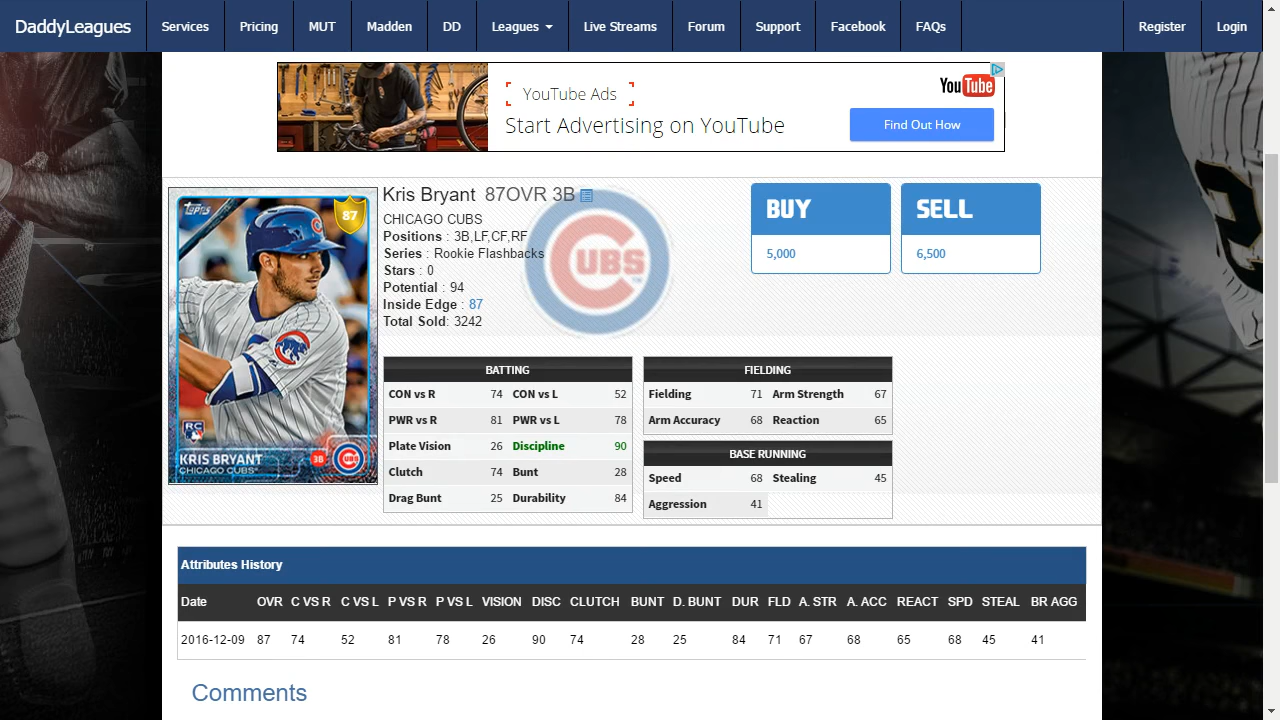 DaddyLeagues Services Pricing MUT Madden DD Leagues Live Streams Forum Support Facebook FAQs Register Login
YouTube Ads
Start Advertising on YouTube
YouTube
Find Out How
Topps
87
RC
KRIS BRYANT
CHICAGO CUBS
3B
CUBS
Kris Bryant 87OVR 3B
CHICAGO CUBS
Positions : 3B,LF,CF,RF
Series : Rookie Flashbacks
Stars : 0
Potential : 94
Inside Edge : 87
Total Sold: 3242
CUBS
BUY
5,000
SELL
6,500
BATTING
CON vs R 74 CON vs L 52
PWR vs R 81 PWR vs L 78
Plate Vision 26 Discipline 90
Clutch 74 Bunt 28
Drag Bunt 25 Durability 84
FIELDING
Fielding 71 Arm Strength 67
Arm Accuracy 68 Reaction 65
BASE RUNNING
Speed 68 Stealing 45
Aggression 41
Attributes History
Date OVR C VS R C VS L P VS R P VS L VISION DISC CLUTCH BUNT D. BUNT DUR FLD A. STR A. ACC REACT SPD STEAL BR AGG
2016-12-09 87 74 52 81 78 26 90 74 28 25 84 71 67 68 65 68 45 41
Comments